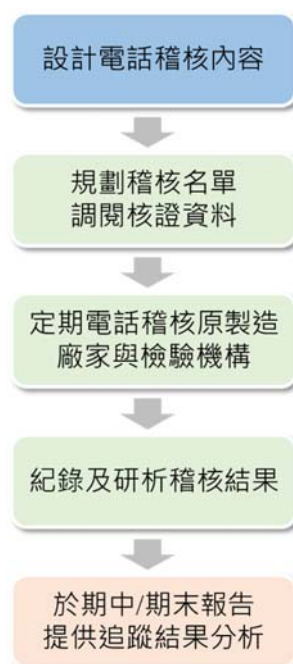 設計電話稽核內容
規劃稽核名單
調閱核證資料
定期電話稽核原製造
廠家與檢驗機構
紀錄及研析稽核結果
於期中/期末報告
提供追蹤結果分析